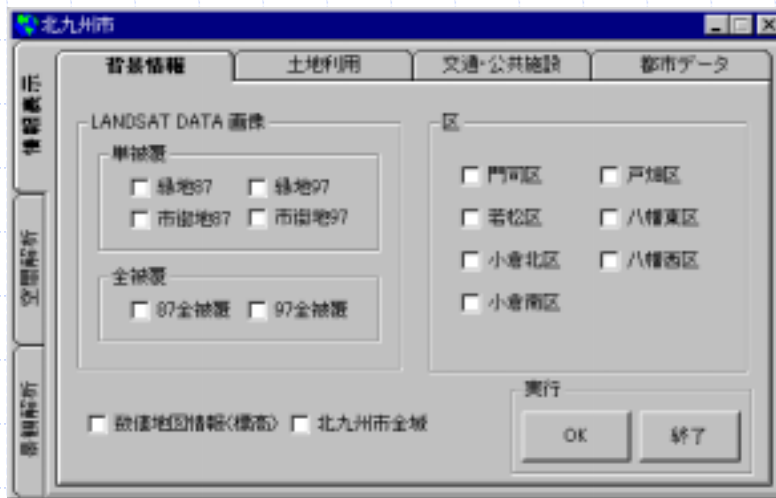 北九州市
背景情報 土地利用 交通・公共施設 都市データ
情報表示
空間解析
景観解析
LANDSAT DATA 画像
単被覆
緑地87 緑地97
市街地87 市街地97
全被覆
87全被覆 97全被覆
区
門司区 戸畑区
若松区 八幡東区
小倉北区 八幡西区
小倉南区
数値地図情報(標高) 北九州市全域
実行
OK 終了